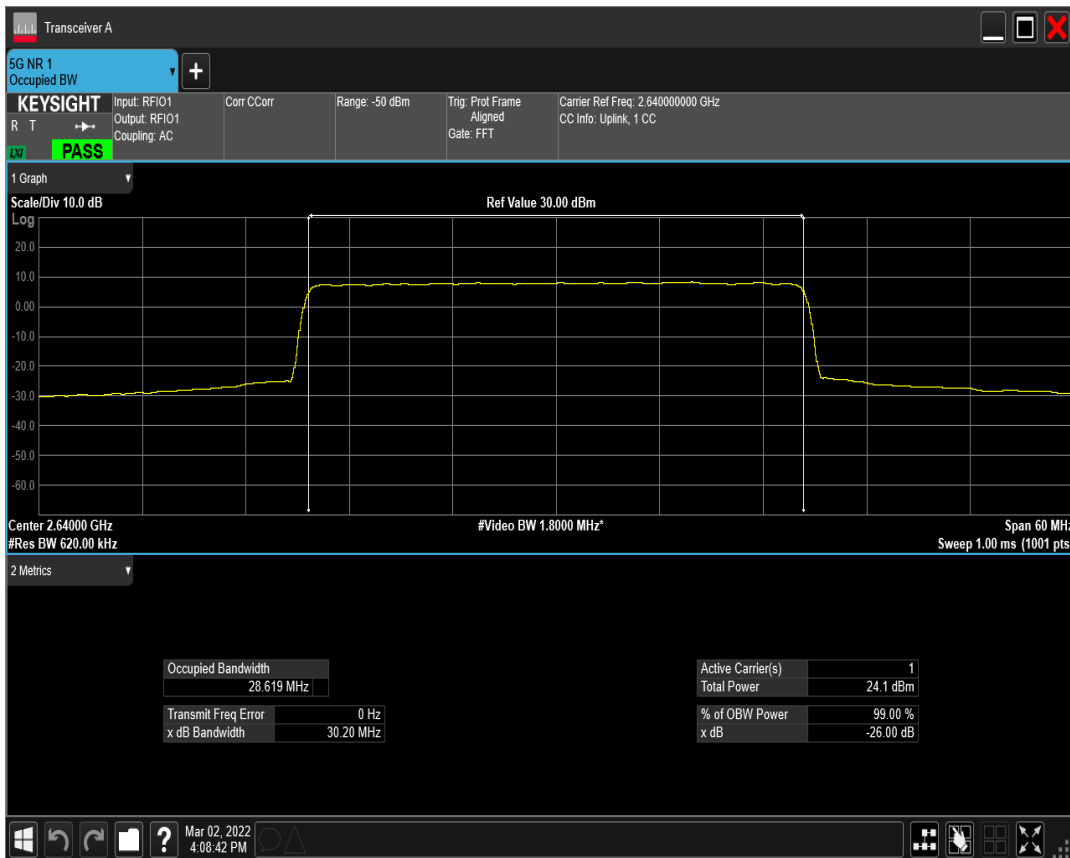 Transceiver A
5G NR 1
Occupied BW
KEYSIGHT
R T
LXI
PASS
Input: RFIO1
Output: RFIO1
Coupling: AC
Corr CCorr
Range: -50 dBm
Trig: Prot Frame
Aligned
Gate: FFT
Carrier Ref Freq: 2.640000000 GHz
CC Info: Uplink, 1 CC
1 Graph
Scale/Div 10.0 dB
Ref Value 30.00 dBm
Log
20.0
10.0
0.00
-10.0
-20.0
-30.0
-40.0
-50.0
-60.0
Center 2.64000 GHz
#Video BW 1.8000 MHz*
Span 60 MHz
#Res BW 620.00 kHz
Sweep 1.00 ms (1001 pts
2 Metrics
Occupied Bandwidth
28.619 MHz
Transmit Freq Error 0 Hz
x dB Bandwidth 30.20 MHz
Active Carrier(s) 1
Total Power 24.1 dBm
% of OBW Power 99.00 %
x dB -26.00 dB
?
Mar 02, 2022
4:08:42 PM